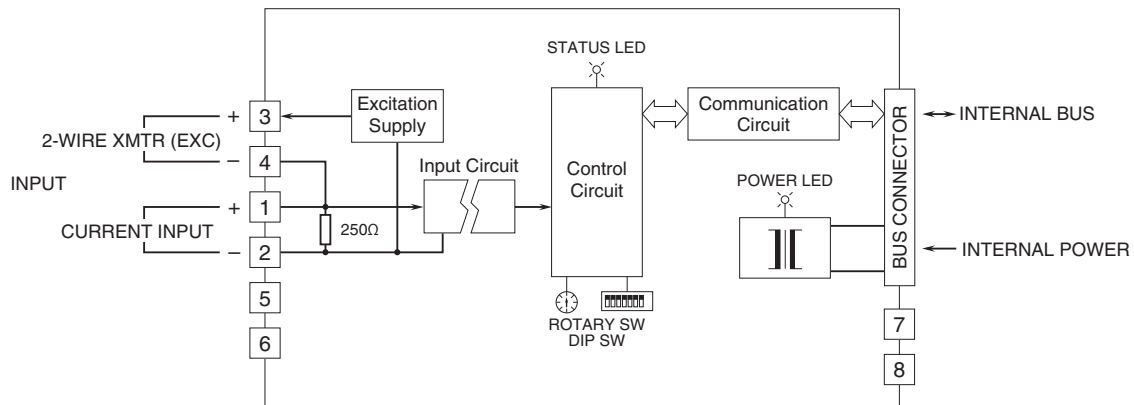 STATUS LED
Excitation
Supply
Communication
Circuit
BUS CONNECTOR
INTERNAL BUS
+ 3
2-WIRE XMTR (EXC)
− 4
INPUT
Input Circuit
Control
Circuit
POWER LED
+ 1
CURRENT INPUT
250Ω
− 2
INTERNAL POWER
5
6
ROTARY SW
DIP SW
7
8